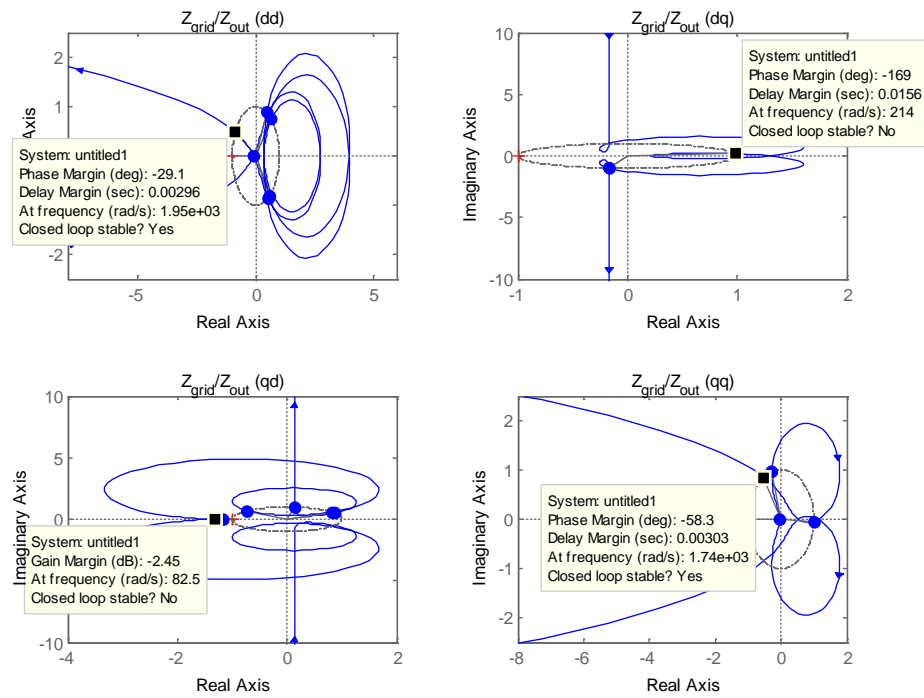 Z_grid/Z_out (dd)
2
1
0
-1
-2
-5
0
5
Real Axis
Imaginary Axis
System: untitled1
Phase Margin (deg): -29.1
Delay Margin (sec): 0.00296
At frequency (rad/s): 1.95e+03
Closed loop stable? Yes
Z_grid/Z_out (dq)
10
5
0
-5
-10
-1
0
1
2
Real Axis
Imaginary Axis
System: untitled1
Phase Margin (deg): -169
Delay Margin (sec): 0.0156
At frequency (rad/s): 214
Closed loop stable? No
Z_grid/Z_out (qd)
10
5
0
-10
-4
-2
0
2
Real Axis
Imaginary Axis
System: untitled1
Gain Margin (dB): -2.45
At frequency (rad/s): 82.5
Closed loop stable? No
Z_grid/Z_out (qq)
2
1
0
-1
-2
-8
-6
-4
-2
0
2
Real Axis
Imaginary Axis
System: untitled1
Phase Margin (deg): -58.3
Delay Margin (sec): 0.00303
At frequency (rad/s): 1.74e+03
Closed loop stable? Yes